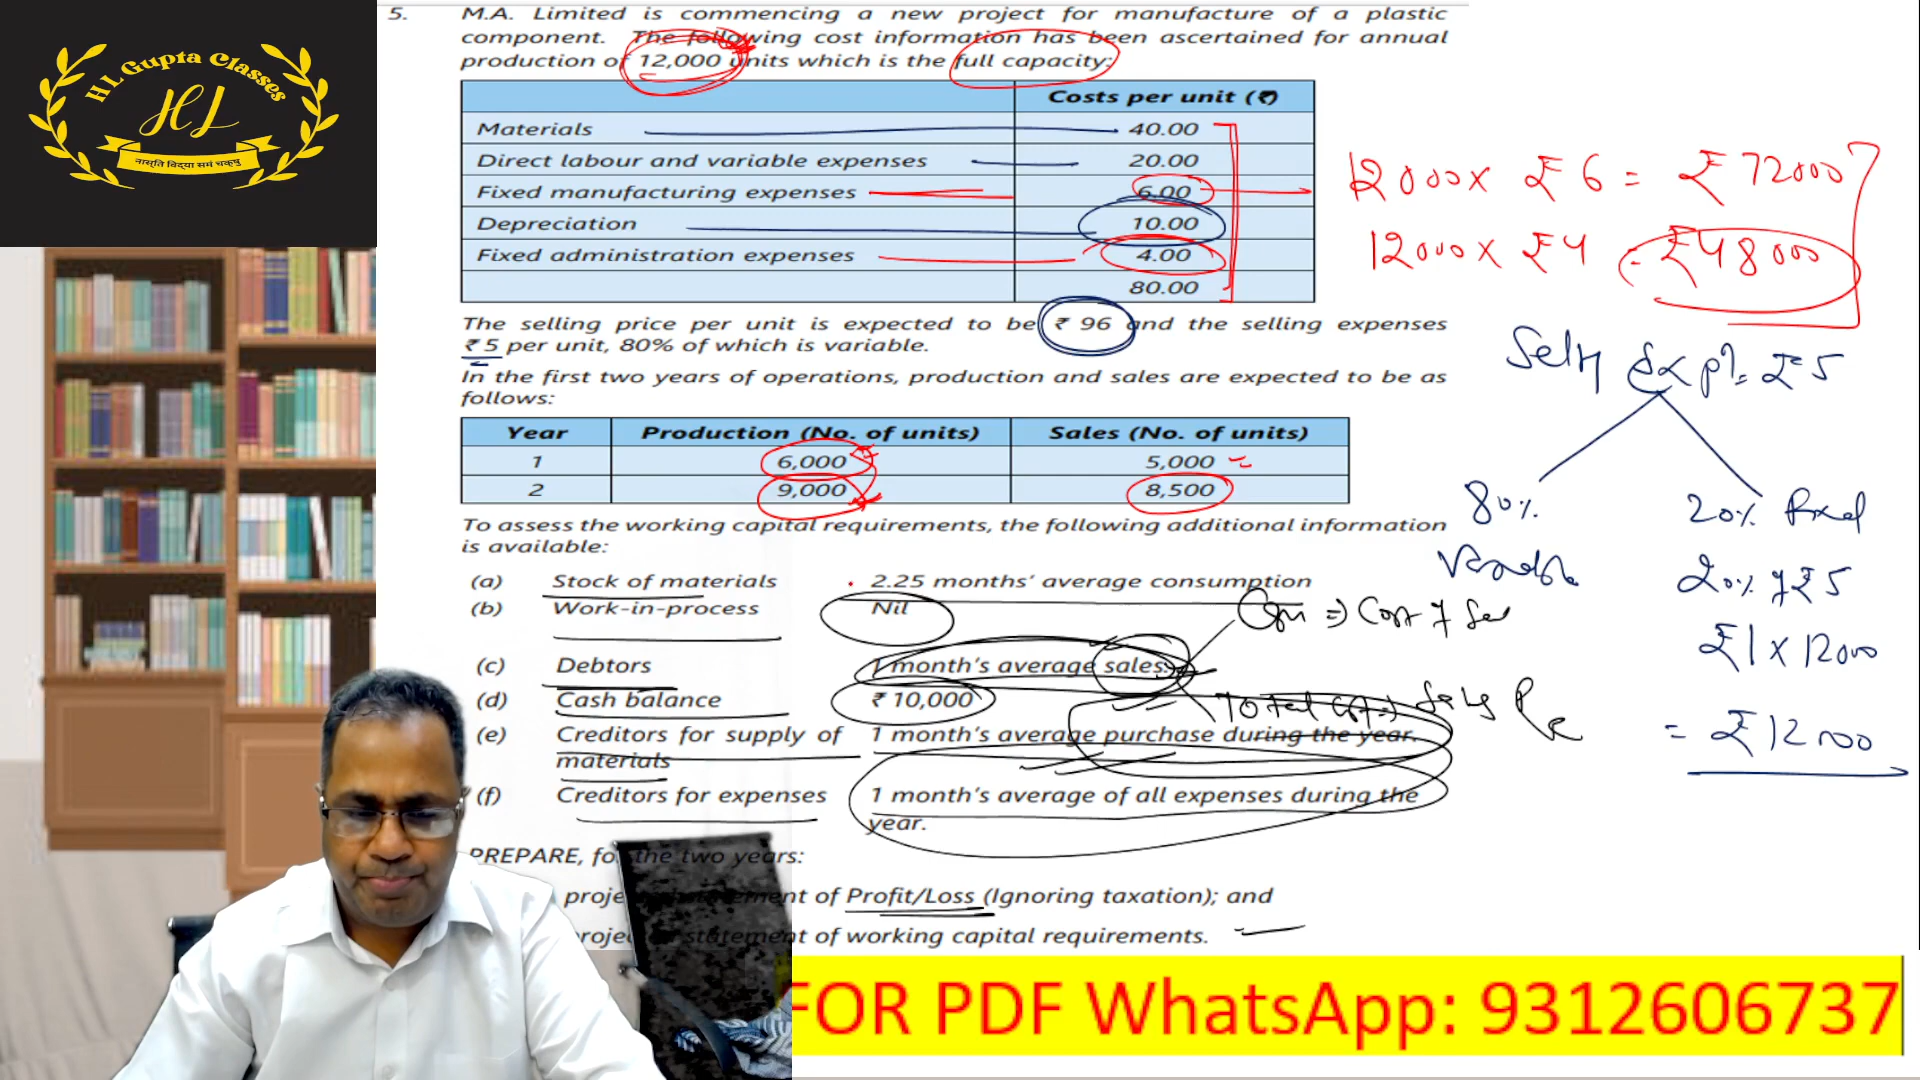 HL Gupta Classes
HL
नास्ति विद्या समं चक्षु
5. M.A. Limited is commencing a new project for manufacture of a plastic
component. The following cost information has been ascertained for annual
production of 12,000 units which is the full capacity:
Costs per unit (₹)
Materials 40.00
Direct labour and variable expenses 20.00
Fixed manufacturing expenses 6.00
Depreciation 10.00
Fixed administration expenses 4.00
80.00
The selling price per unit is expected to be ₹ 96 and the selling expenses
₹ 5 per unit, 80% of which is variable.
In the first two years of operations, production and sales are expected to be as
follows:
Year Production (No. of units) Sales (No. of units)
1 6,000 5,000
2 9,000 8,500
To assess the working capital requirements, the following additional information
is available:
(a) Stock of materials 2.25 months' average consumption
(b) Work-in-process Nil
(c) Debtors 1 month's average sales.
(d) Cash balance ₹ 10,000
(e) Creditors for supply of 1 month's average purchase during the year.
materials
(f) Creditors for expenses 1 month's average of all expenses during the
year.
PREPARE, for the two years:
statement of Profit/Loss (Ignoring taxation); and
statement of working capital requirements.
12000 x ₹ 6 = ₹ 72000
12000 x ₹ 4 = ₹ 48000
= ₹ 5
80% 20% fixed
20% of ₹5
₹1 x 12000
= ₹ 12000
FOR PDF WhatsApp: 9312606737